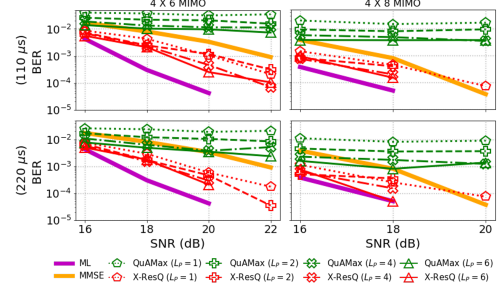 4 X 6 MIMO 4 X 8 MIMO
(110 μs)
BER
10⁻²
10⁻³
10⁻⁴
10⁻⁵
(220 μs)
BER
10⁻²
10⁻³
10⁻⁴
10⁻⁵
16 18 20 22 16 18 20
SNR (dB) SNR (dB)
ML QuAMax (L_P = 1) QuAMax (L_P = 2) QuAMax (L_P = 4) QuAMax (L_P = 6)
MMSE X-ResQ (L_P = 1) X-ResQ (L_P = 2) X-ResQ (L_P = 4) X-ResQ (L_P = 6)